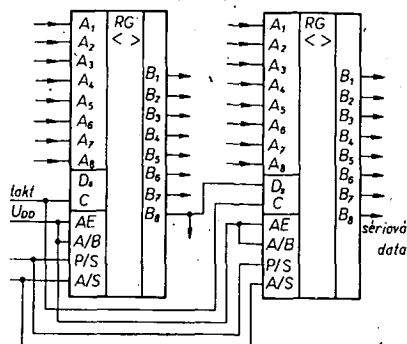 A₁ RG
A₂ < >
A₃
A₄
A₅
A₆
A₇
A₈
Dₛ
C
AE
A/B
P/S
A/S
B₁
B₂
B₃
B₄
B₅
B₆
B₇
B₈
takt
U_DD
A₁ RG
A₂ < >
A₃
A₄
A₅
A₆
A₇
A₈
Dₛ
C
AE
A/B
P/S
A/S
B₁
B₂
B₃
B₄
B₅
B₆
B₇
B₈
sériová
data